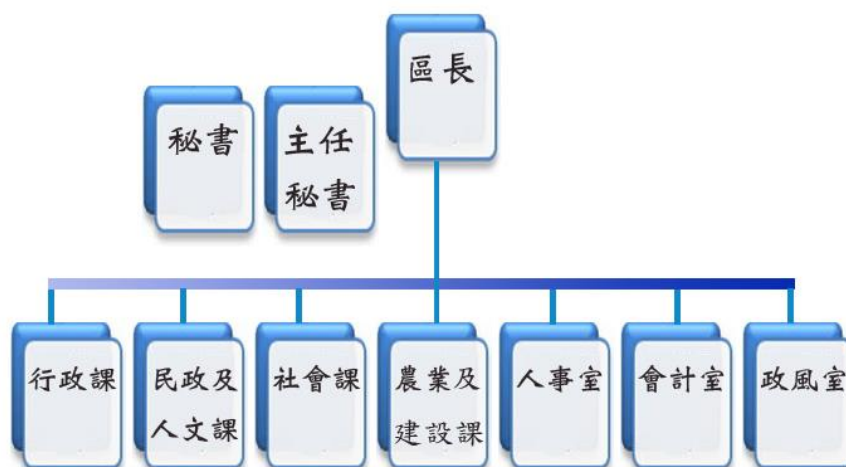 區長
秘書
主任
秘書
行政課
民政及
人文課
社會課
農業及
建設課
人事室
會計室
政風室